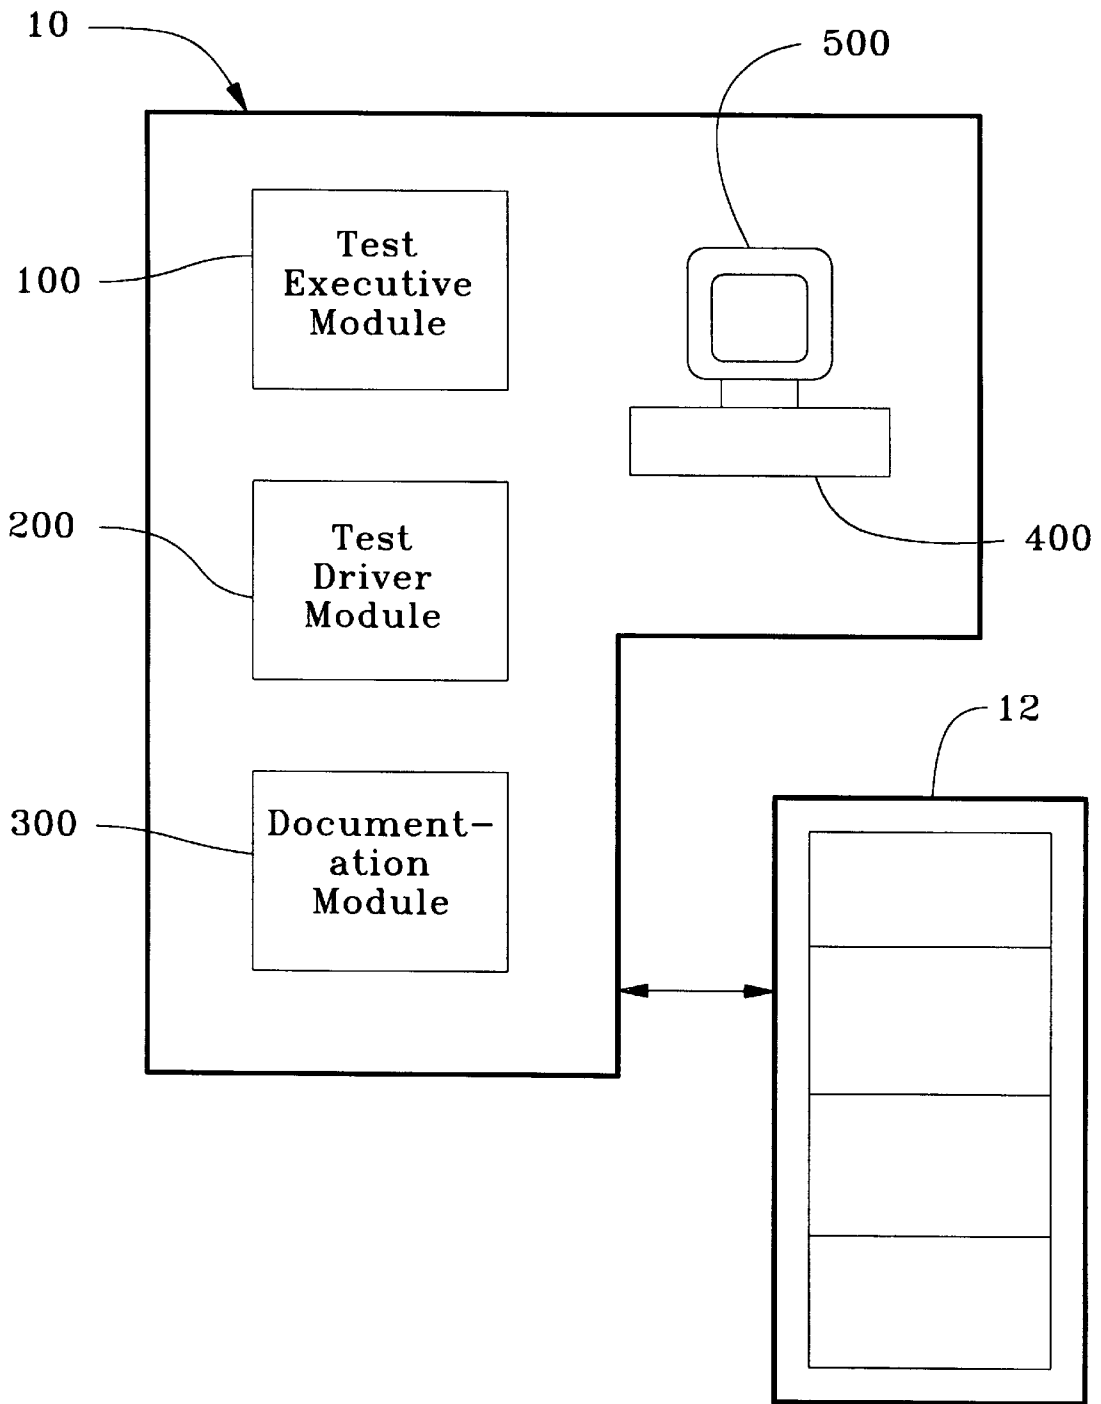 10
500
100
Test
Executive
Module
200
Test
Driver
Module
400
12
300
Document-
ation
Module